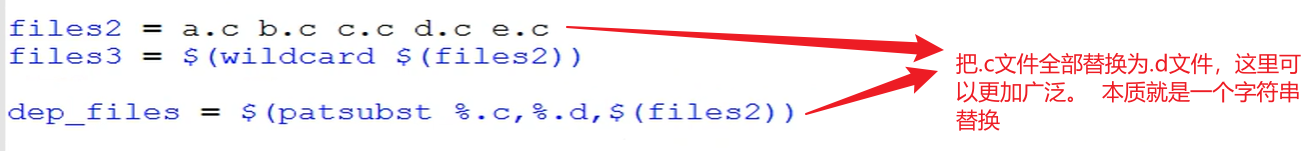 files2 = a.c b.c c.c d.c e.c
files3 = $(wildcard $(files2))
dep_files = $(patsubst %.c,%.d,$(files2))
把.c文件全部替换为.d文件，这里可
以更加广泛。 本质就是一个字符串
替换